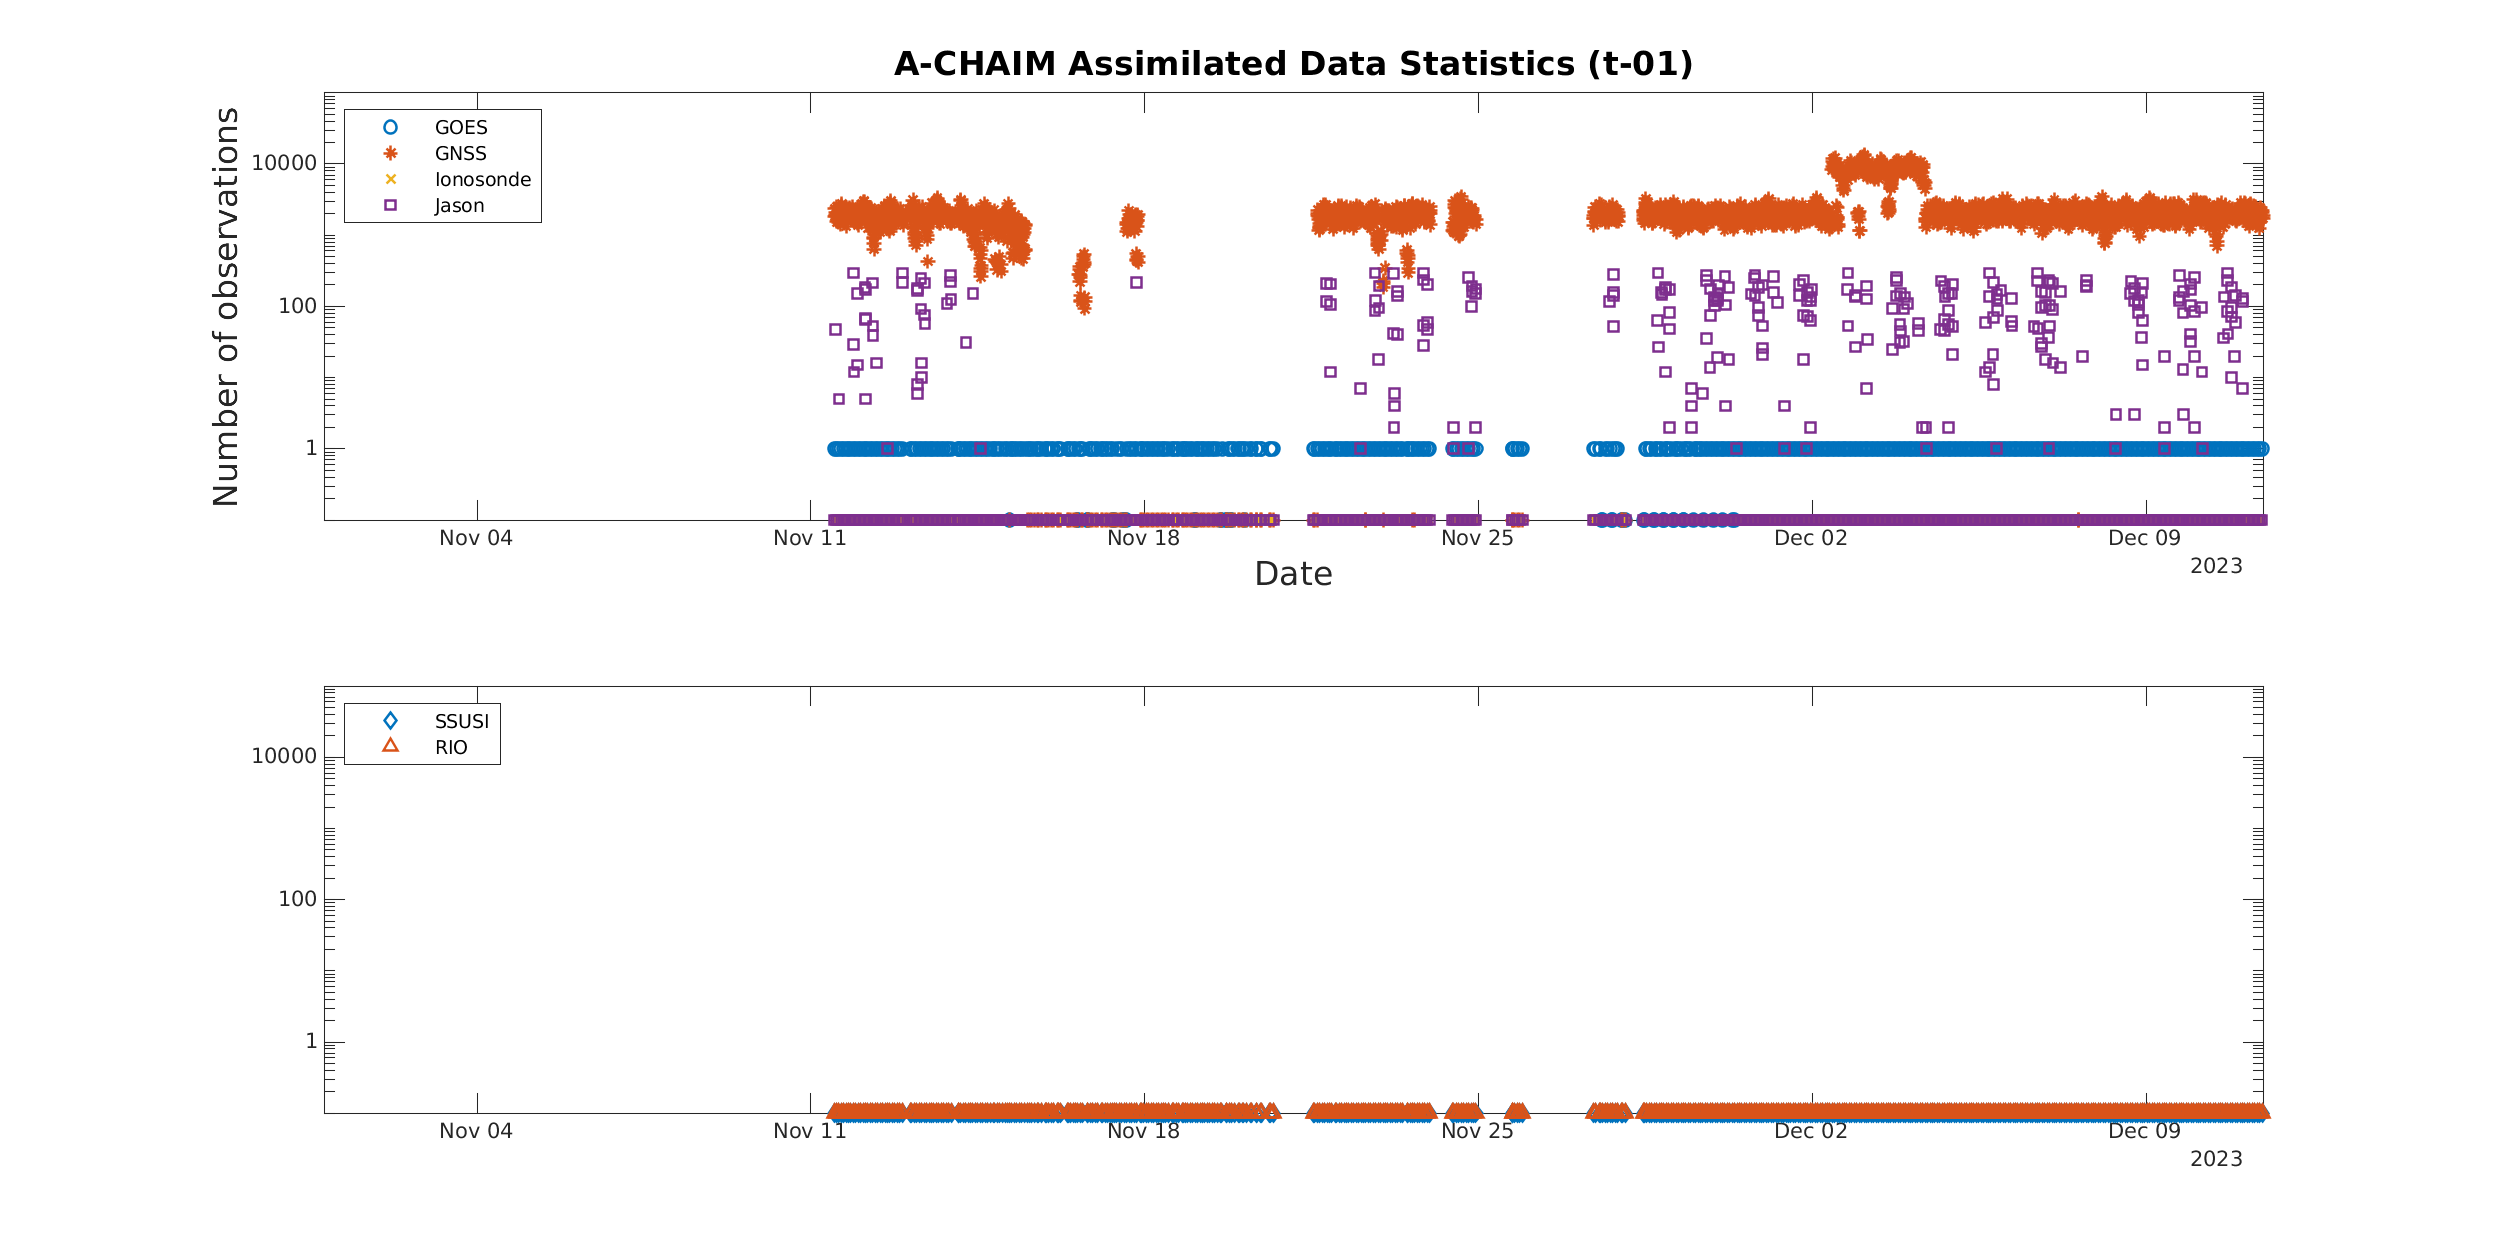 A-CHAIM Assimilated Data Statistics (t-01)
Number of observations
10000
100
1
GOES
GNSS
Ionosonde
Jason
Nov 04
Nov 11
Nov 18
Nov 25
Dec 02
Dec 09
2023
Date
10000
100
1
SSUSI
RIO
Nov 04
Nov 11
Nov 18
Nov 25
Dec 02
Dec 09
2023